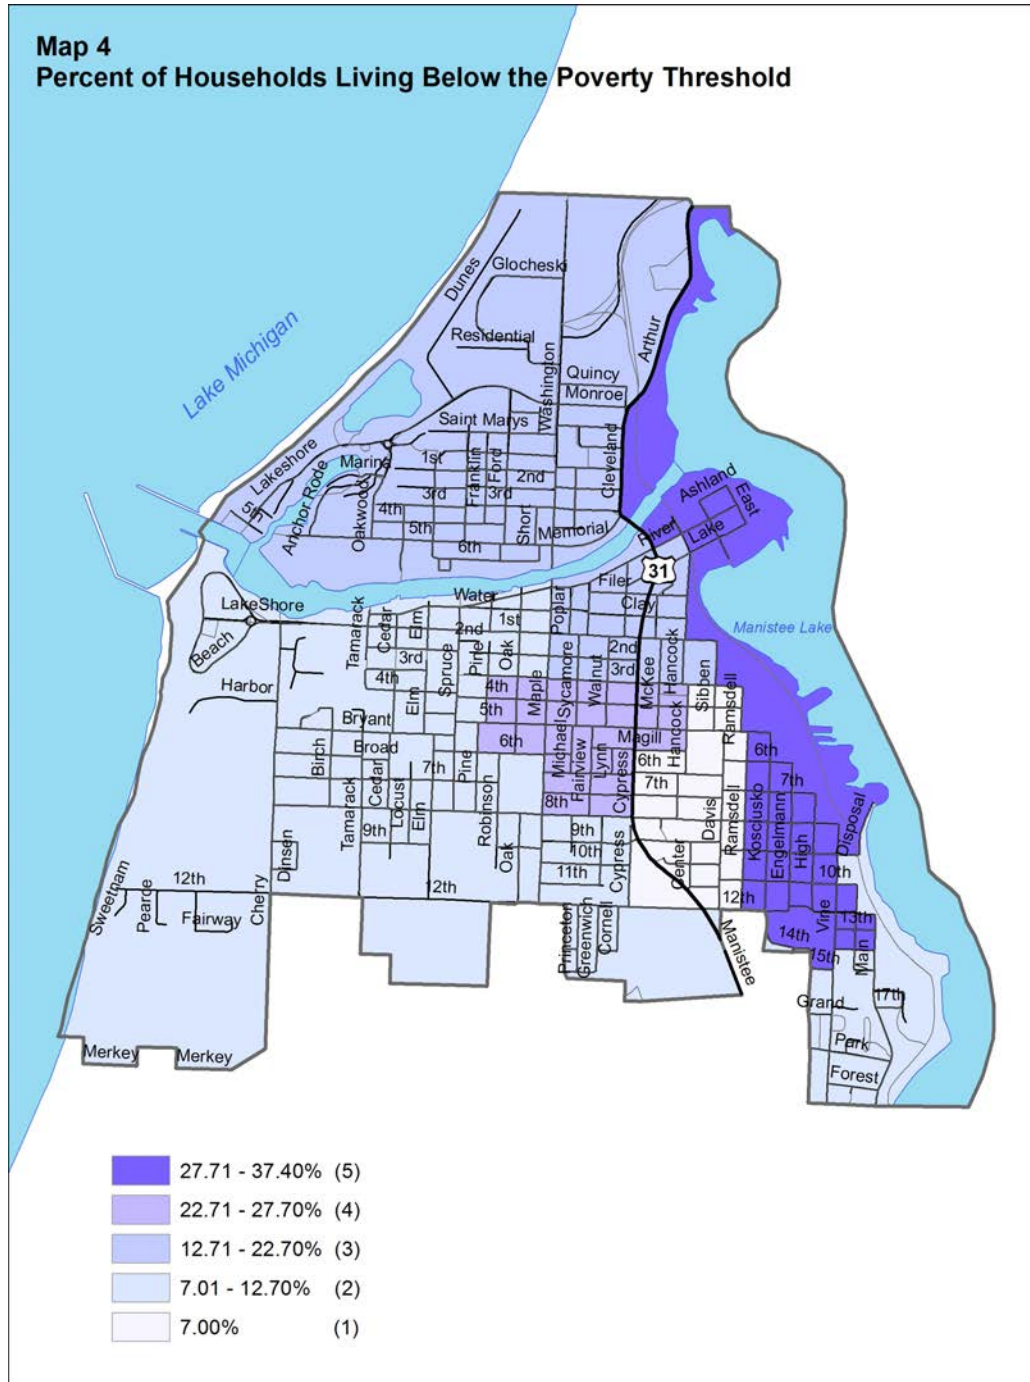 Map 4
Percent of Households Living Below the Poverty Threshold
Glocheski
Dunes
Lake Michigan
Residential
Arthur
Washington
Quincy
Monroe
Saint Marys
Cleveland
Lakeshore
Marina
1st
Franklin
Ford
2nd
Ashland
Anchor Rode
3rd
3rd
East
5th
Oakwood
4th
Short
5th
Memorial
River
Lake
6th
31
Filer
Water
LakeShore
Poplar
Clay
Tamarack
Cedar
Elm
1st
2nd
Manistee Lake
Beach
3rd
Spruce
Pine
Oak
Sycamore
Walnut
2nd
3rd
McKee
Hancock
Harbor
4th
Elm
4th
Maple
Sibben
Ramsdell
5th
Bryant
Birch
Broad
6th
Michael
Fairview
Lynn
Magill
Hancock
6th
6th
Cedar
Locust
7th
Pine
Cypress
7th
7th
Tamarack
Elm
Robinson
8th
Davis
Ramsdell
Kosciusko
Engelmann
High
Disposal
9th
9th
Dinsen
Oak
10th
Cypress
Center
10th
11th
12th
12th
12th
Sweetnam
Pearce
Cherry
Vine
13th
Fairway
Princeton
Greenwich
Cornell
Manistee
14th
15th
Main
Grand
17th
Park
Merkey
Merkey
Forest
27.71 - 37.40% (5)
22.71 - 27.70% (4)
12.71 - 22.70% (3)
7.01 - 12.70% (2)
7.00% (1)